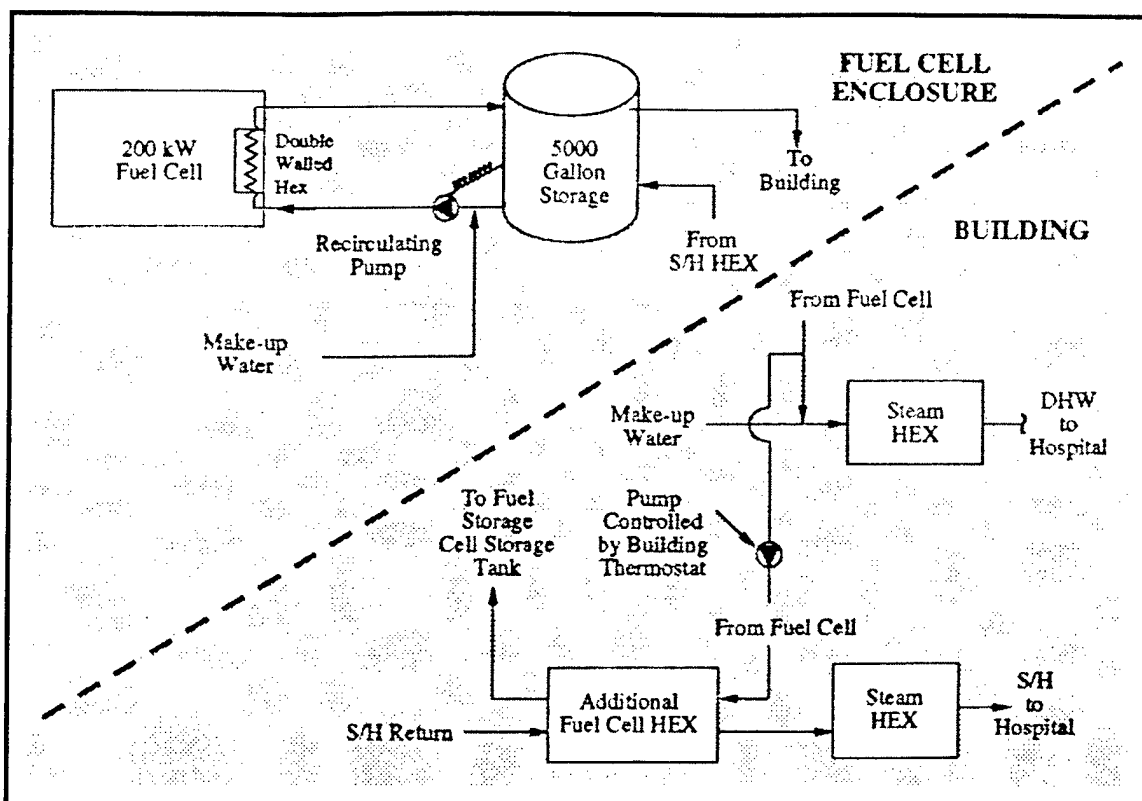 FUEL CELL
ENCLOSURE
200 kW
Fuel Cell
Double
Walled
Hex
5000
Gallon
Storage
To
Building
Recirculating
Pump
From
S/H HEX
BUILDING
Make-up
Water
From Fuel Cell
Make-up
Water
Steam
HEX
DHW
to
Hospital
To Fuel
Storage
Cell Storage
Tank
Pump
Controlled
by Building
Thermostat
From Fuel Cell
S/H Return
Additional
Fuel Cell HEX
Steam
HEX
S/H
to
Hospital